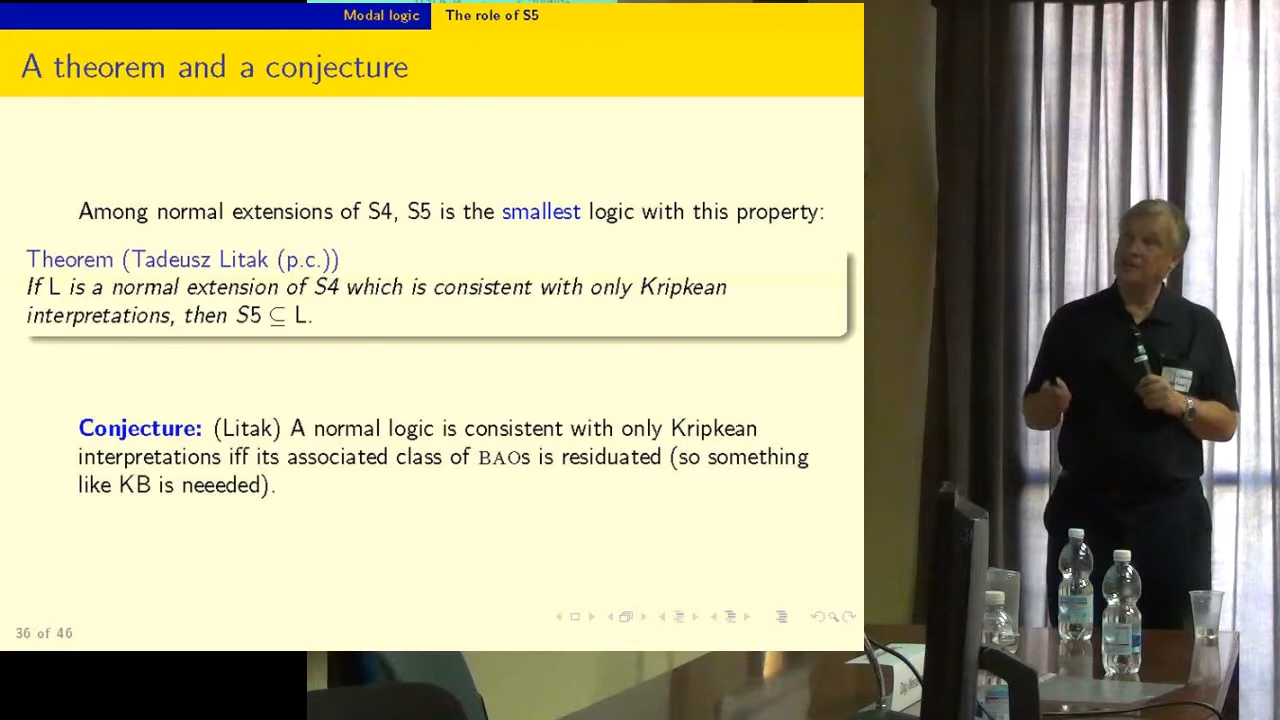 Modal logic The role of S5
A theorem and a conjecture
Among normal extensions of S4, S5 is the smallest logic with this property:
Theorem (Tadeusz Litak (p.c.))
If L is a normal extension of S4 which is consistent with only Kripkean
interpretations, then S5 ⊆ L.
Conjecture: (Litak) A normal logic is consistent with only Kripkean
interpretations iff its associated class of BAOs is residuated (so something
like KB is neeeded).
36 of 46